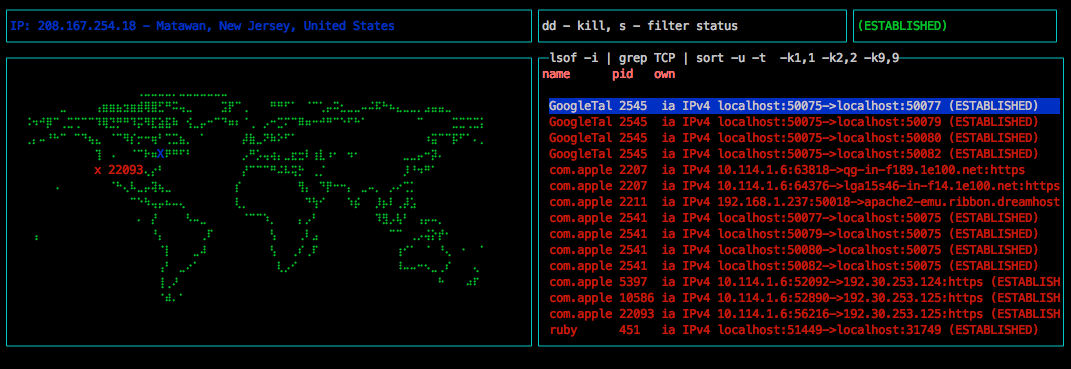 IP: 208.167.254.18 - Matawan, New Jersey, United States
dd - kill, s - filter status
(ESTABLISHED)
lsof -i | grep TCP | sort -u -t  -k1,1 -k2,2 -k9,9
name pid own
GoogleTal 2545 ia IPv4 localhost:50075->localhost:50077 (ESTABLISHED)
GoogleTal 2545 ia IPv4 localhost:50075->localhost:50079 (ESTABLISHED)
GoogleTal 2545 ia IPv4 localhost:50075->localhost:50080 (ESTABLISHED)
GoogleTal 2545 ia IPv4 localhost:50075->localhost:50082 (ESTABLISHED)
com.apple 2207 ia IPv4 10.114.1.6:63818->qg-in-f189.1e100.net:https
com.apple 2207 ia IPv4 10.114.1.6:64376->lga15s46-in-f14.1e100.net:https
com.apple 2211 ia IPv4 192.168.1.237:50018->apache2-emu.ribbon.dreamhost
com.apple 2541 ia IPv4 localhost:50077->localhost:50075 (ESTABLISHED)
com.apple 2541 ia IPv4 localhost:50079->localhost:50075 (ESTABLISHED)
com.apple 2541 ia IPv4 localhost:50080->localhost:50075 (ESTABLISHED)
com.apple 2541 ia IPv4 localhost:50082->localhost:50075 (ESTABLISHED)
com.apple 5397 ia IPv4 10.114.1.6:52092->192.30.253.124:https (ESTABLISH
com.apple 10586 ia IPv4 10.114.1.6:52890->192.30.253.125:https (ESTABLISH
com.apple 22093 ia IPv4 10.114.1.6:56216->192.30.253.125:https (ESTABLISH
ruby 451 ia IPv4 localhost:51449->localhost:31749 (ESTABLISHED)
X
x 22093